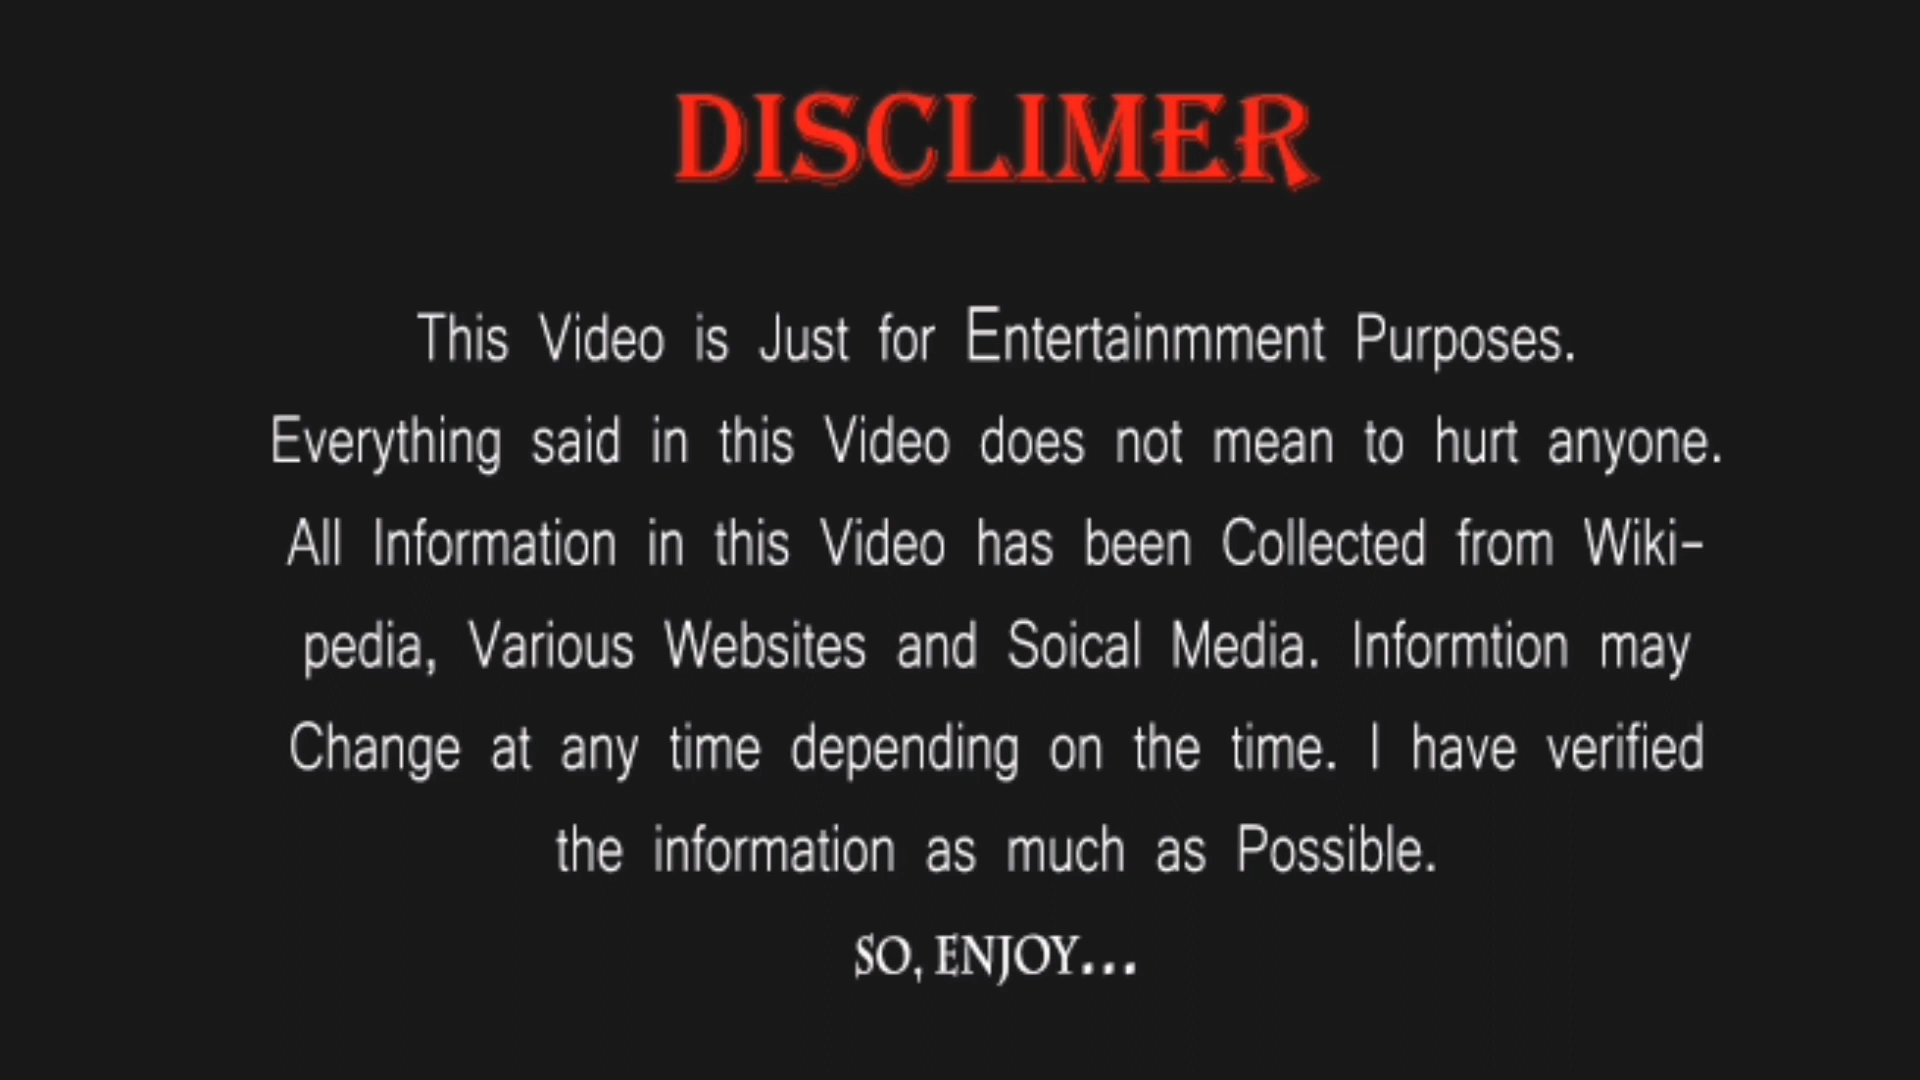 DISCLIMER
This Video is Just for Entertainmment Purposes.
Everything said in this Video does not mean to hurt anyone.
All Information in this Video has been Collected from Wiki-
pedia, Various Websites and Soical Media. Informtion may
Change at any time depending on the time. I have verified
the information as much as Possible.
SO, ENJOY...